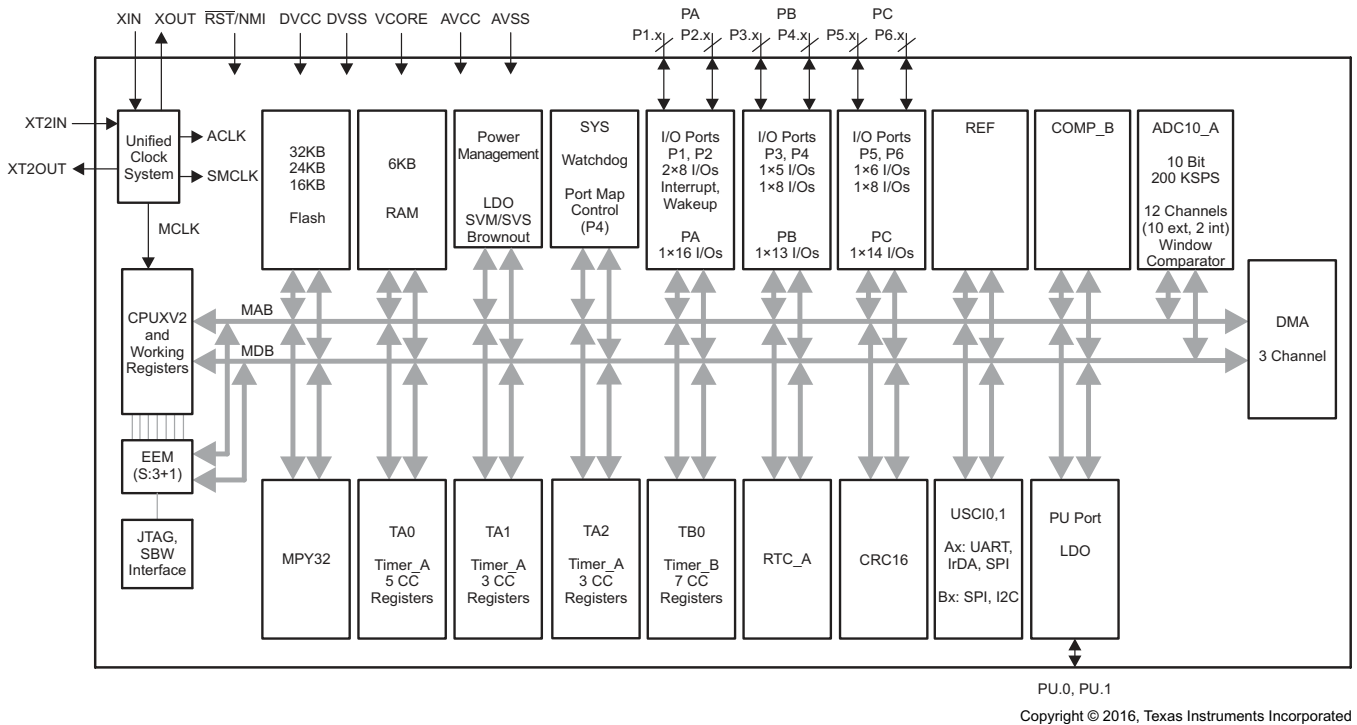 XIN XOUT RST/NMI DVCC DVSS VCORE AVCC AVSS
PA PB PC
P1.x P2.x P3.x P4.x P5.x P6.x
XT2IN
XT2OUT
Unified
Clock
System
ACLK
SMCLK
MCLK
32KB
24KB
16KB
Flash
6KB
RAM
Power
Management
LDO
SVM/SVS
Brownout
SYS
Watchdog
Port Map
Control
(P4)
I/O Ports
P1, P2
2×8 I/Os
Interrupt,
Wakeup
PA
1×16 I/Os
I/O Ports
P3, P4
1×5 I/Os
1×8 I/Os
PB
1×13 I/Os
I/O Ports
P5, P6
1×6 I/Os
1×8 I/Os
PC
1×14 I/Os
REF
COMP_B
ADC10_A
10 Bit
200 KSPS
12 Channels
(10 ext, 2 int)
Window
Comparator
CPUXV2
and
Working
Registers
MAB
MDB
DMA
3 Channel
EEM
(S:3+1)
JTAG,
SBW
Interface
MPY32
TA0
Timer_A
5 CC
Registers
TA1
Timer_A
3 CC
Registers
TA2
Timer_A
3 CC
Registers
TB0
Timer_B
7 CC
Registers
RTC_A
CRC16
USCI0,1
Ax: UART,
IrDA, SPI
Bx: SPI, I2C
PU Port
LDO
PU.0, PU.1
Copyright © 2016, Texas Instruments Incorporated